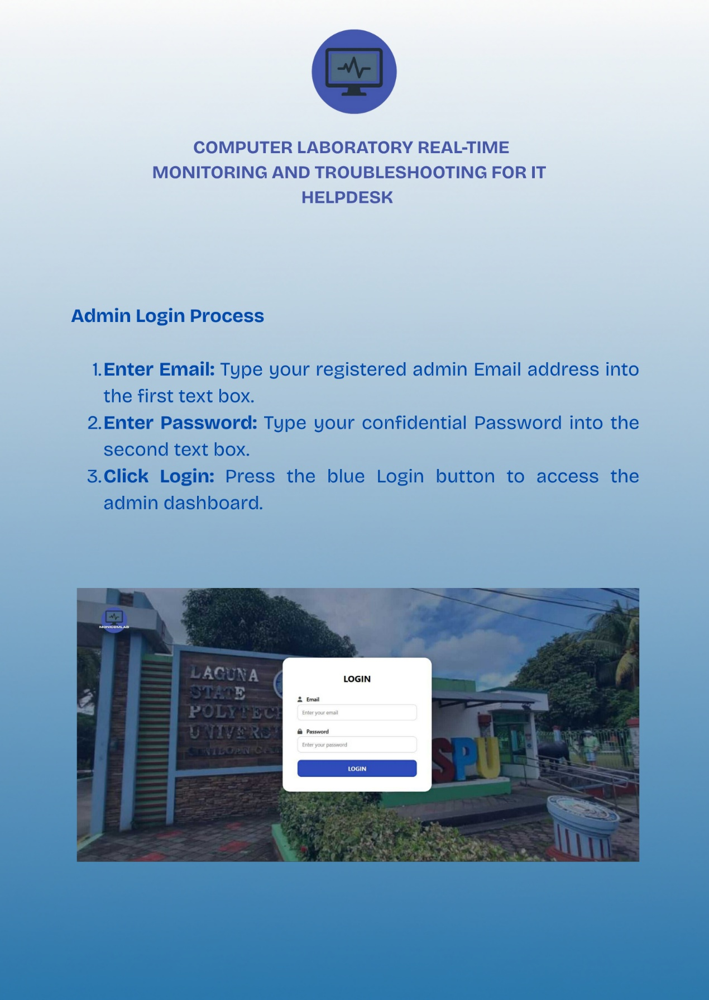 COMPUTER LABORATORY REAL-TIME
MONITORING AND TROUBLESHOOTING FOR IT
HELPDESK
Admin Login Process
1. Enter Email: Type your registered admin Email address into
the first text box.
2. Enter Password: Type your confidential Password into the
second text box.
3. Click Login: Press the blue Login button to access the
admin dashboard.
MONICOMLAB
LAGUNA
STATE
POLYTECH
UNIVERS
LOGIN
Email
Enter your email
Password
Enter your password
LOGIN
SPU